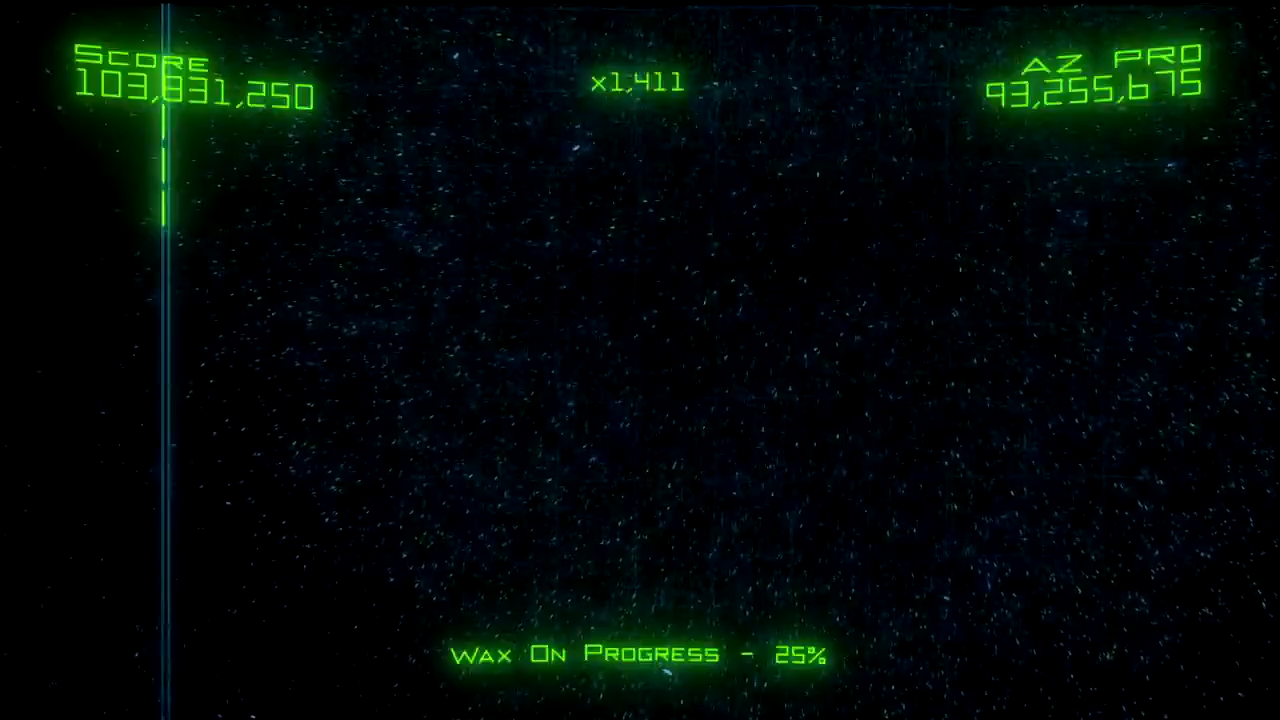 Score
103,831,250
x1,411
AZ PRO
93,255,675
Wax On Progress - 25%